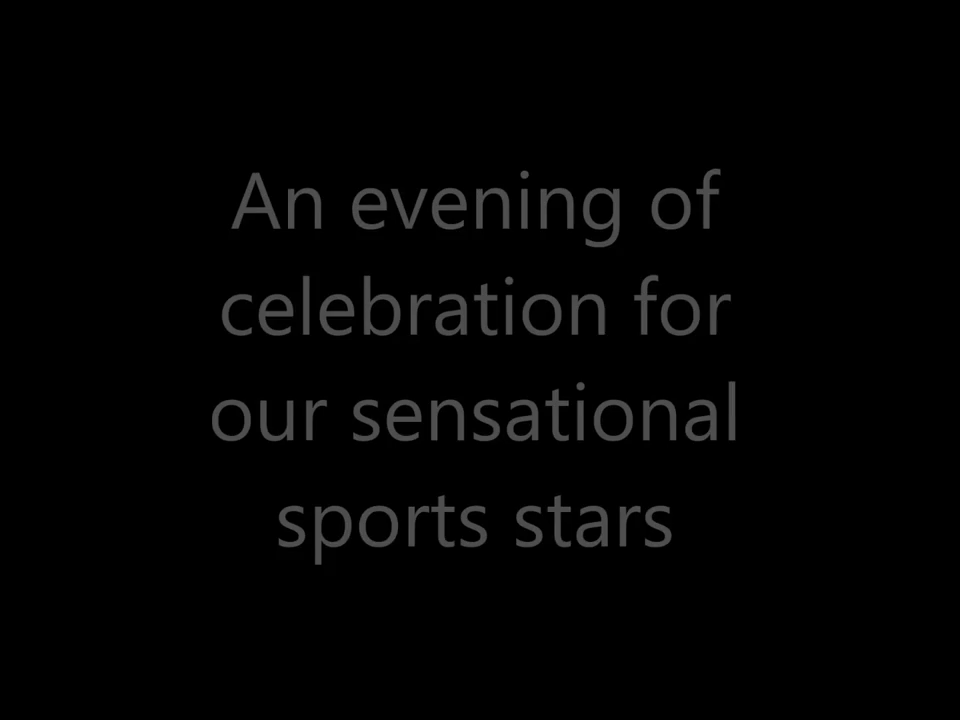 An evening of
celebration for
our sensational
sports stars